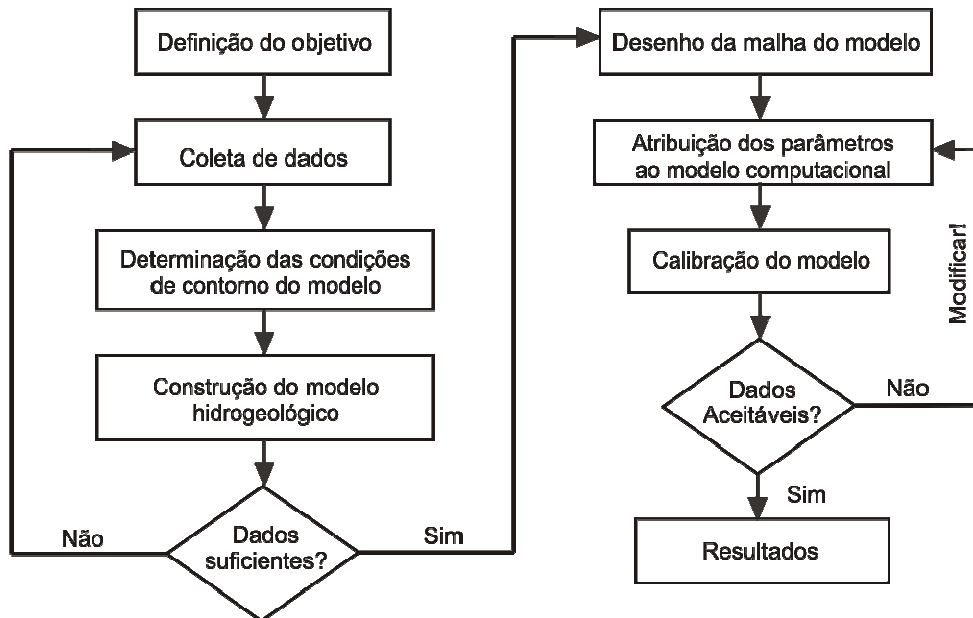 Definição do objetivo
Coleta de dados
Determinação das condições
de contorno do modelo
Construção do modelo
hidrogeológico
Dados
suficientes?
Não
Sim
Desenho da malha do modelo
Atribuição dos parâmetros
ao modelo computacional
Calibração do modelo
Dados
Aceitáveis?
Não
Modificar!
Sim
Resultados